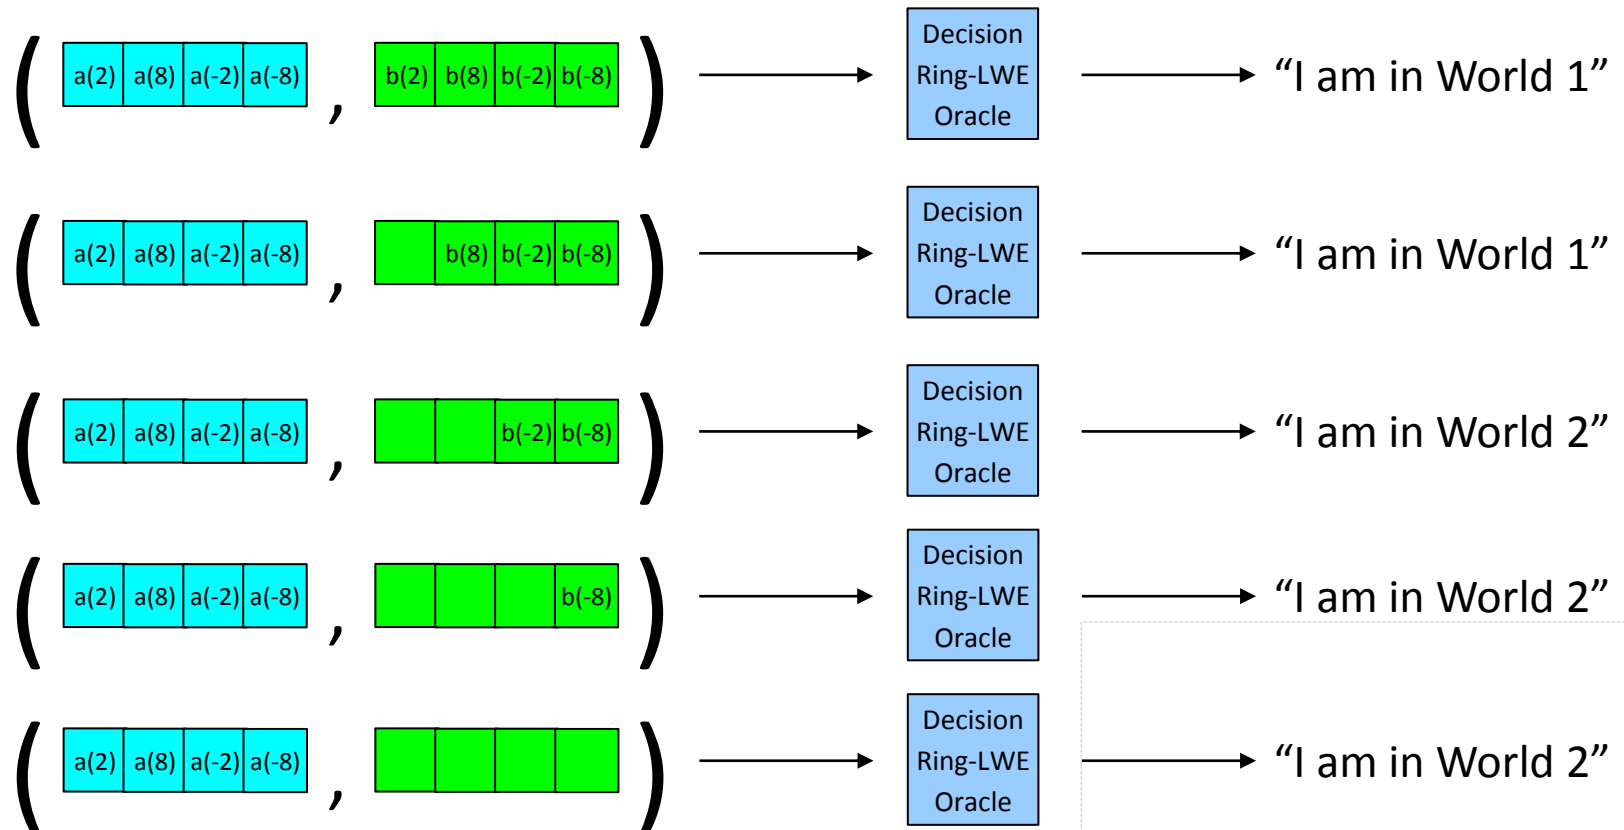 ( a(2) a(8) a(-2) a(-8) , b(2) b(8) b(-2) b(-8) )
Decision
Ring-LWE
Oracle
“I am in World 1”
( a(2) a(8) a(-2) a(-8) , b(8) b(-2) b(-8) )
Decision
Ring-LWE
Oracle
“I am in World 1”
( a(2) a(8) a(-2) a(-8) , b(-2) b(-8) )
Decision
Ring-LWE
Oracle
“I am in World 2”
( a(2) a(8) a(-2) a(-8) , b(-8) )
Decision
Ring-LWE
Oracle
“I am in World 2”
( a(2) a(8) a(-2) a(-8) , )
Decision
Ring-LWE
Oracle
“I am in World 2”